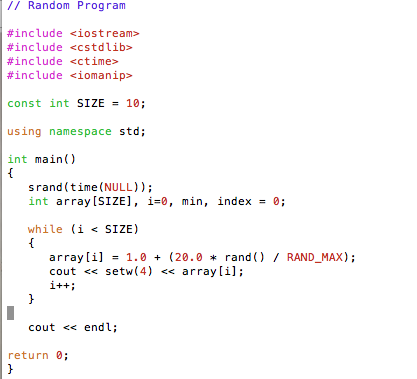 // Random Program
#include <iostream>
#include <cstdlib>
#include <ctime>
#include <iomanip>
const int SIZE = 10;
using namespace std;
int main()
{
srand(time(NULL));
int array[SIZE], i=0, min, index = 0;
while (i < SIZE)
{
array[i] = 1.0 + (20.0 * rand() / RAND_MAX);
cout << setw(4) << array[i];
i++;
}
cout << endl;
return 0;
}